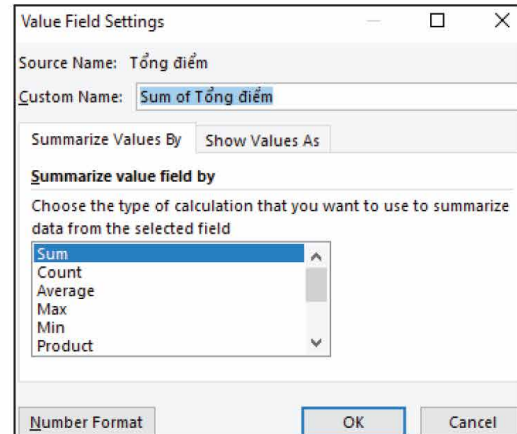 Value Field Settings
Source Name: Tổng điểm
Custom Name: Sum of Tổng điểm
Summarize Values By Show Values As
Summarize value field by
Choose the type of calculation that you want to use to summarize
data from the selected field
Sum
Count
Average
Max
Min
Product
Number Format OK Cancel